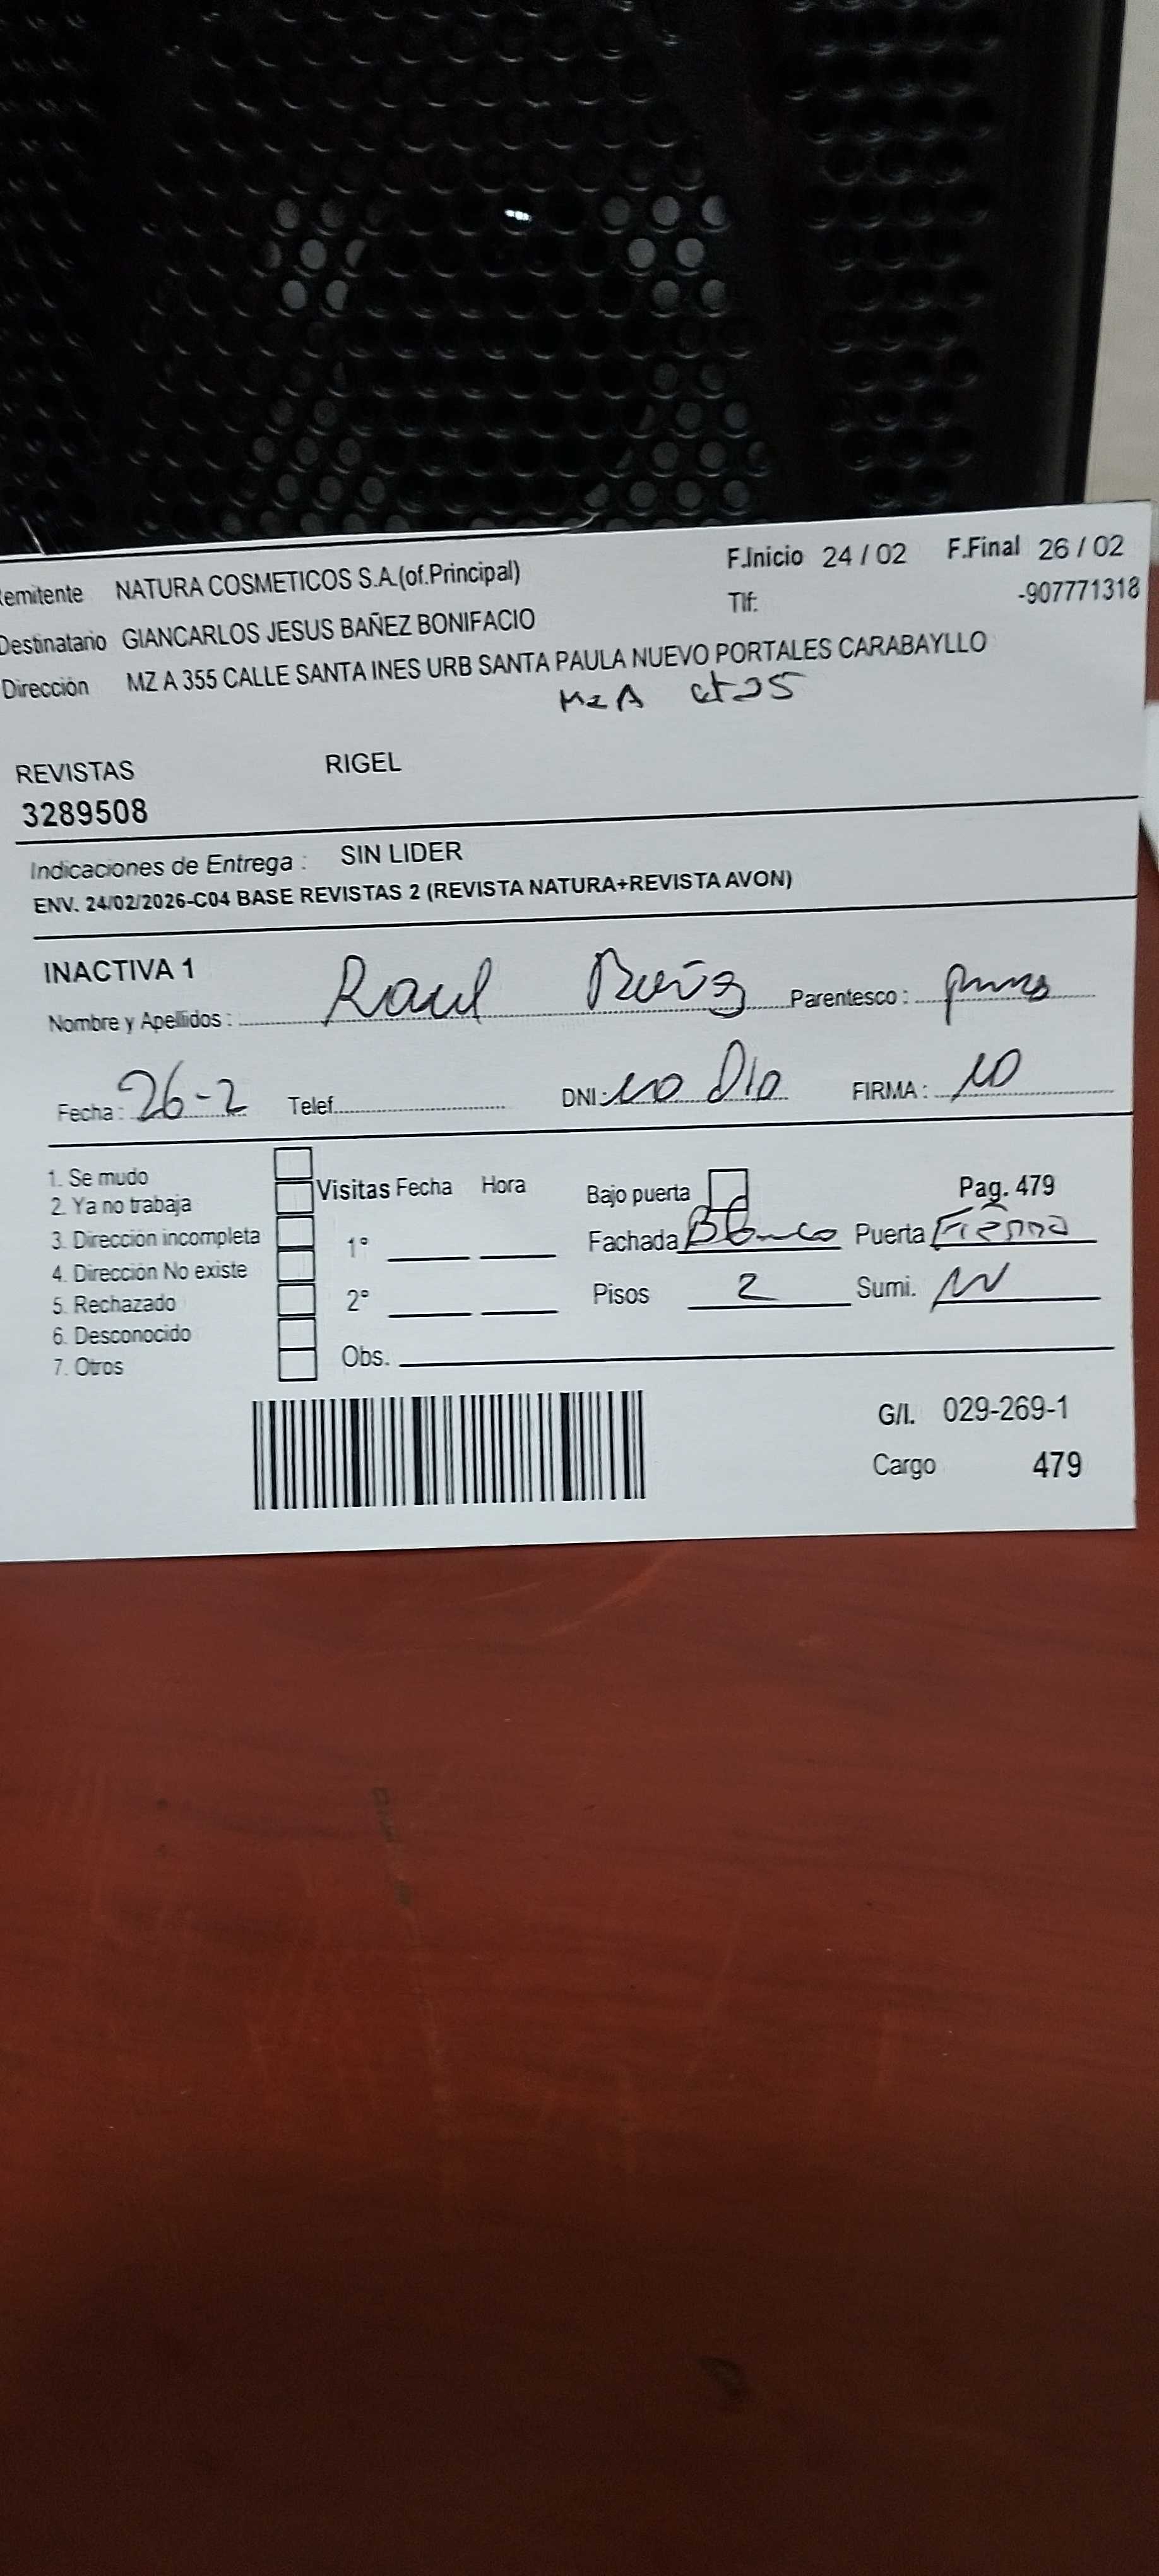 Remitente NATURA COSMETICOS S.A.(of.Principal) F.Inicio 24 / 02 F.Final 26 / 02
Destinatario GIANCARLOS JESUS BAÑEZ BONIFACIO Tlf: -907771318
Dirección MZ A 355 CALLE SANTA INES URB SANTA PAULA NUEVO PORTALES CARABAYLLO
Mz A
REVISTAS RIGEL
3289508
Indicaciones de Entrega : SIN LIDER
ENV. 24/02/2026-C04 BASE REVISTAS 2 (REVISTA NATURA+REVISTA AVON)
INACTIVA 1
Nombre y Apellidos : Raul Parentesco :
Fecha : 26-2 Telef. DNI: no Dio FIRMA : NO
1. Se mudo
2. Ya no trabaja
3. Dirección incompleta
4. Dirección No existe
5. Rechazado
6. Desconocido
7. Otros
Visitas Fecha Hora
1°
2°
Obs.
Bajo puerta Pag. 479
Fachada Blanco Puerta Fierro
Pisos 2 Sumi.
G/I. 029-269-1
Cargo 479